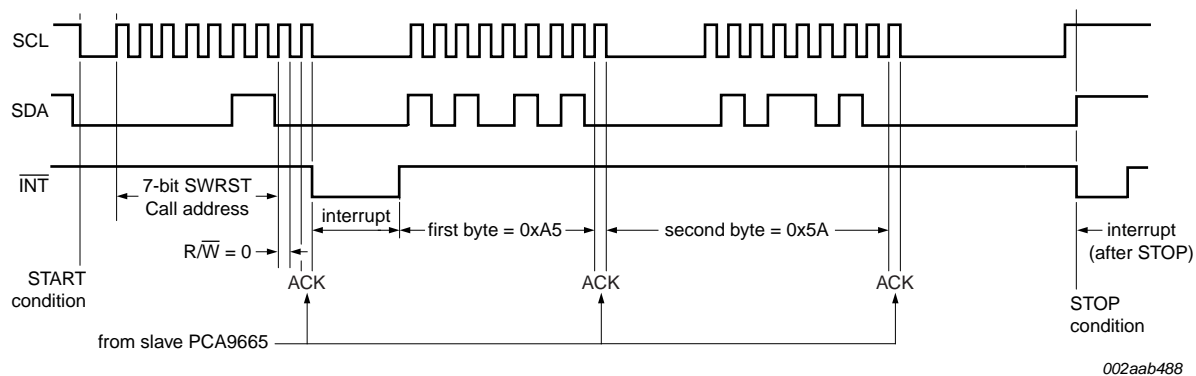 SCL
SDA
INT
7-bit SWRST
Call address
interrupt
first byte = 0xA5
second byte = 0x5A
interrupt
(after STOP)
R/W = 0
START
condition
ACK
ACK
ACK
STOP
condition
from slave PCA9665
002aab488